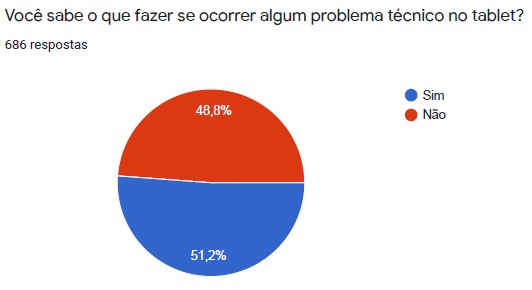 Você sabe o que fazer se ocorrer algum problema técnico no tablet?
686 respostas
Sim
Não
48,8%
51,2%